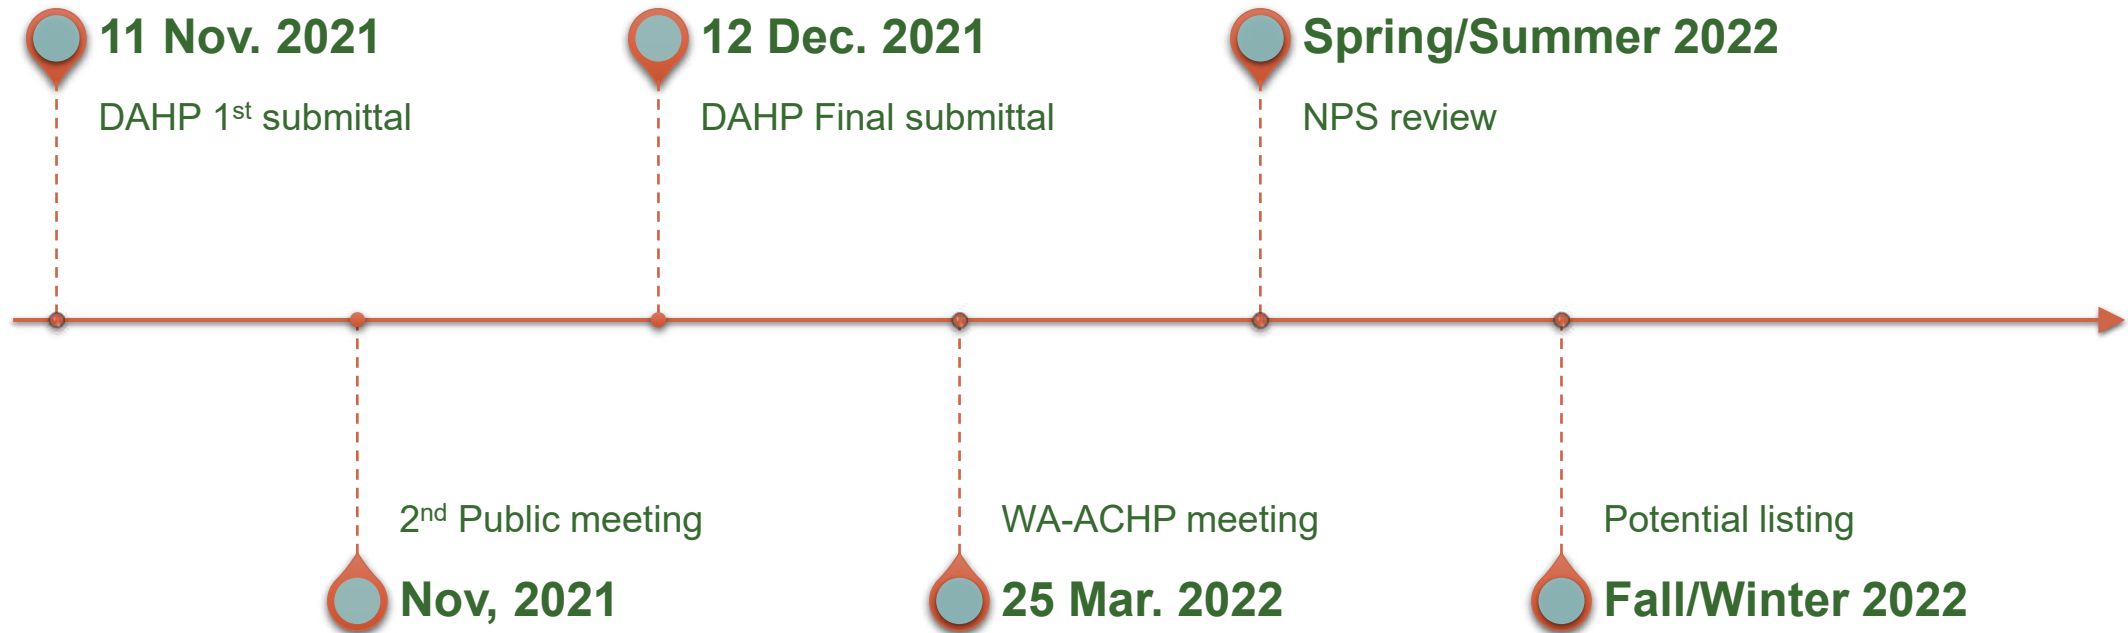 11 Nov. 2021
DAHP 1st submittal
12 Dec. 2021
DAHP Final submittal
Spring/Summer 2022
NPS review
2nd Public meeting
Nov, 2021
WA-ACHP meeting
25 Mar. 2022
Potential listing
Fall/Winter 2022